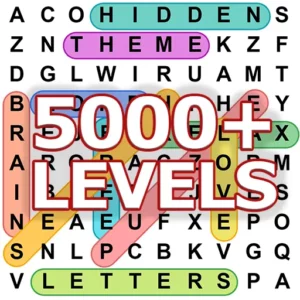 A C O H I D D E N S
Z N T H E M E K Z F
D G L W I R U A M T
B H E Y
R L A X
5000+
A M
LEVELS
I S
N E A E U F E P O
S N L P C B K V G Q
V L E T T E R S P A